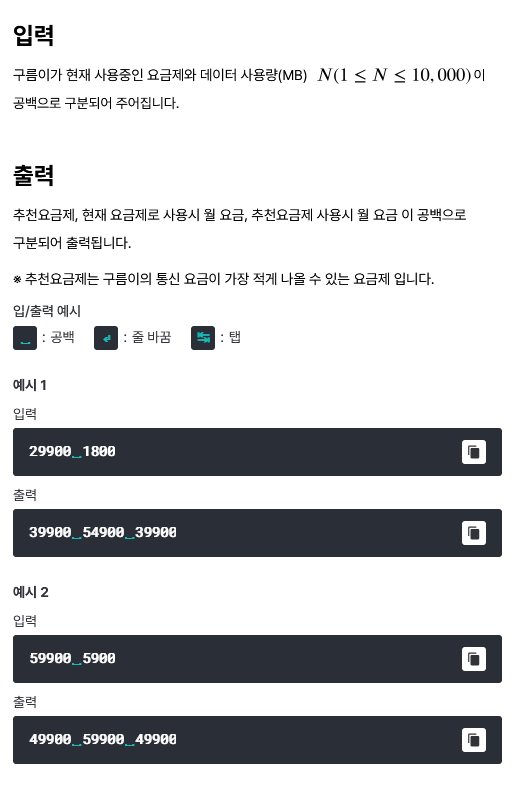 입력
구름이가 현재 사용중인 요금제와 데이터 사용량(MB) N(1 ≤ N ≤ 10,000)이
공백으로 구분되어 주어집니다.
출력
추천요금제, 현재 요금제로 사용시 월 요금, 추천요금제 사용시 월 요금 이 공백으로
구분되어 출력됩니다.
※ 추천요금제는 구름이의 통신 요금이 가장 적게 나올 수 있는 요금제 입니다.
입/출력 예시
␣ : 공백 ↵ : 줄 바꿈 ↹ : 탭
예시 1
입력
29900␣1800
출력
39900␣54900␣39900
예시 2
입력
59900␣5900
출력
49900␣59900␣49900